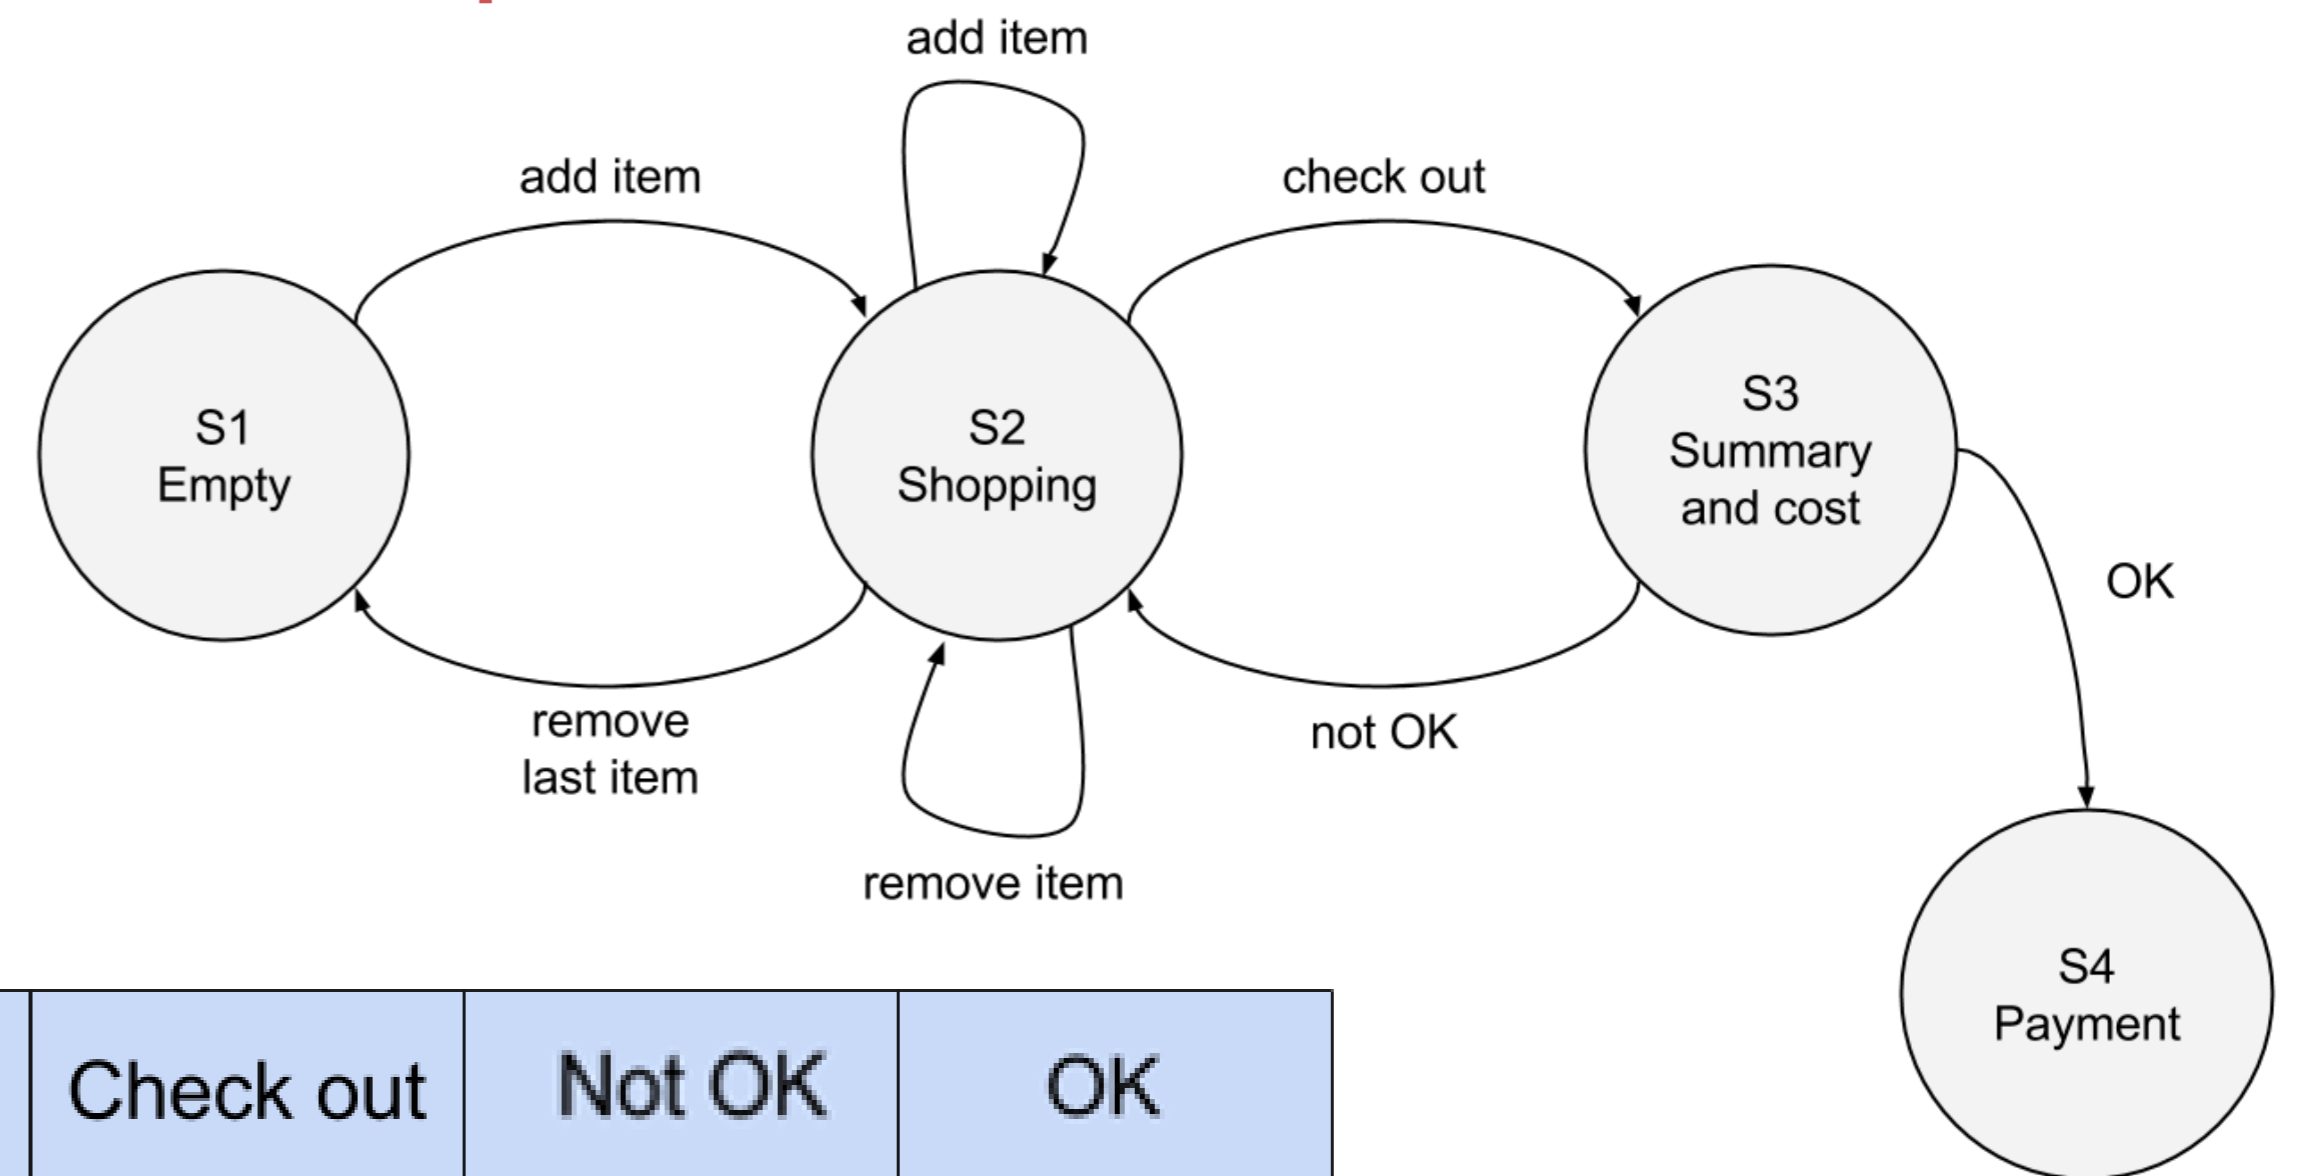 add item
add item
check out
S1
Empty
S2
Shopping
S3
Summary
and cost
OK
remove
last item
not OK
remove item
S4
Payment
Check out
Not OK
OK